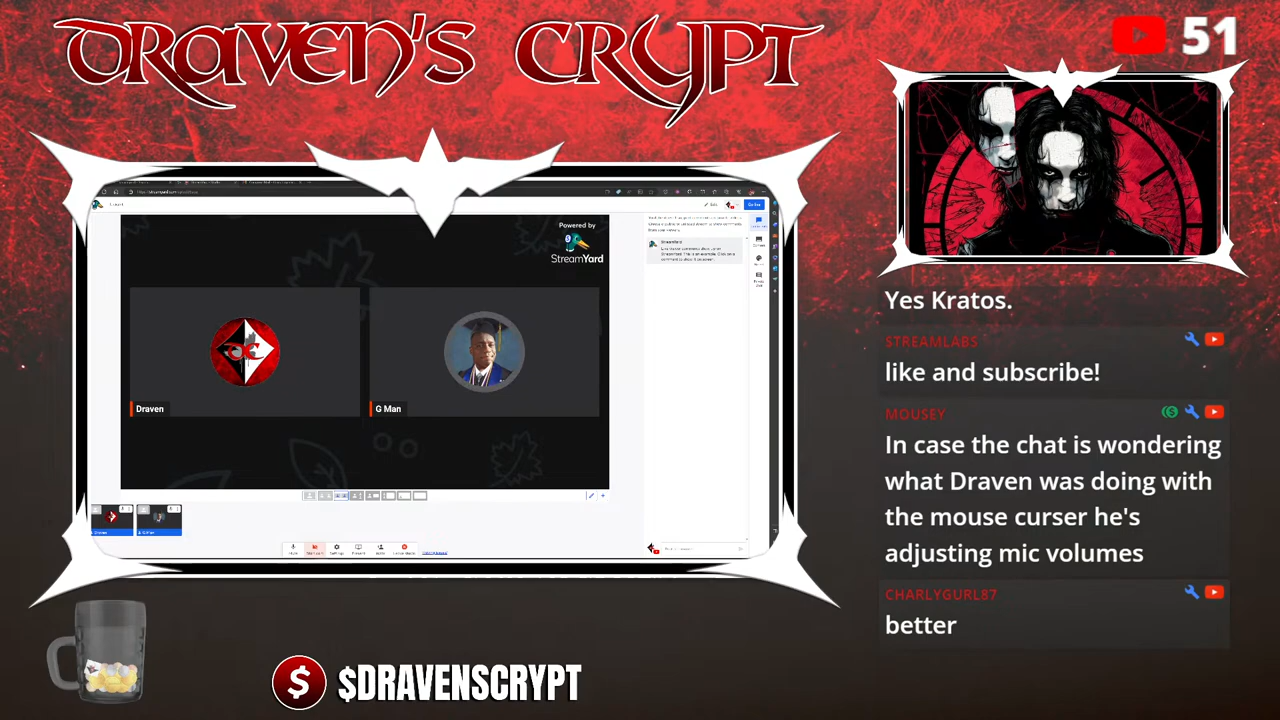 DRAVEN'S CRYPT
51
Powered by
StreamYard
Draven
G Man
Yes Kratos.
STREAMLABS
like and subscribe!
MOUSEY
In case the chat is wondering
what Draven was doing with
the mouse curser he's
adjusting mic volumes
CHARLYGURL87
better
$
$DRAVENSCRYPT